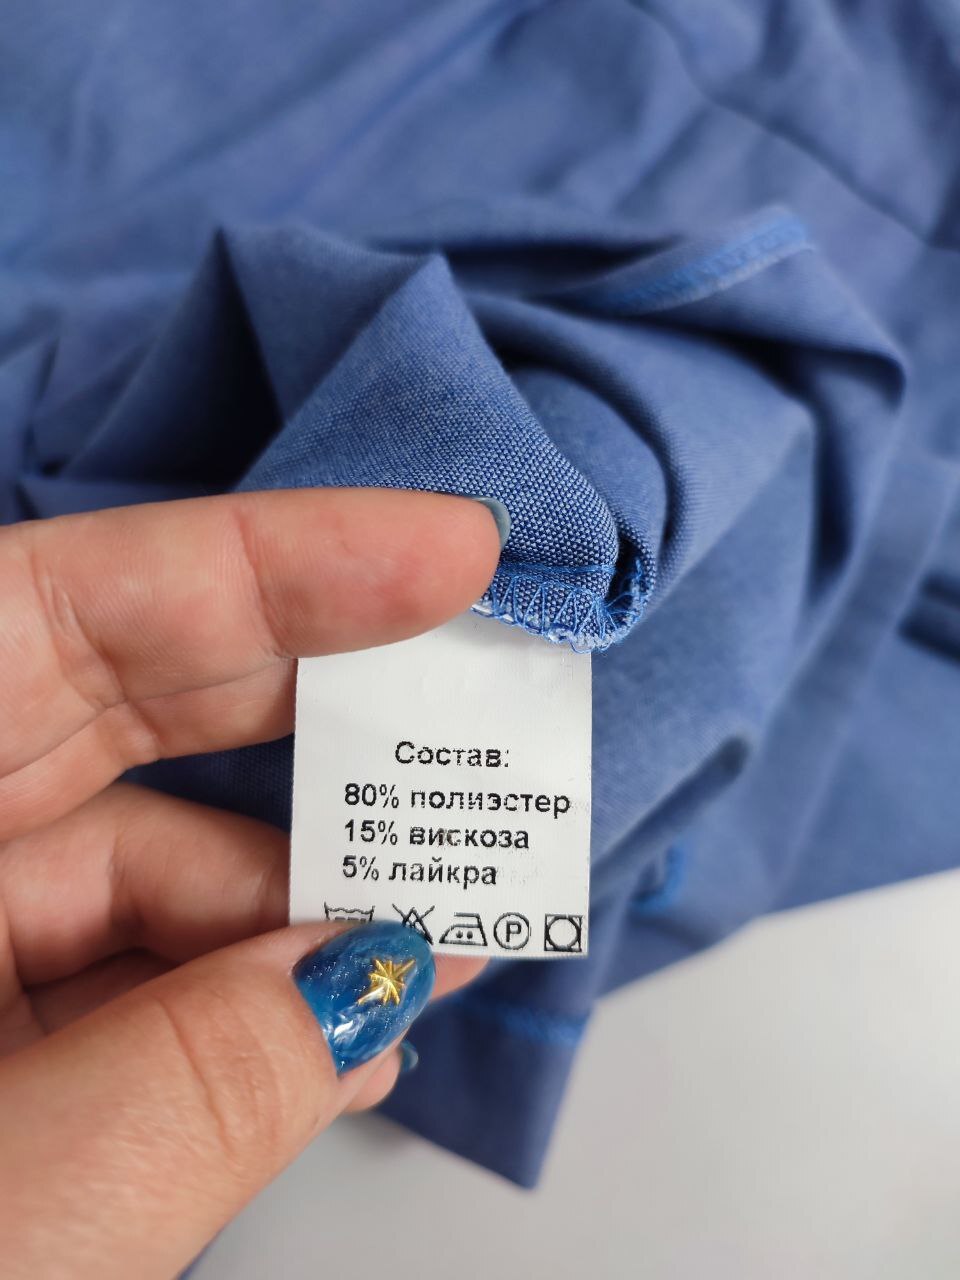 Состав:
80% полиэстер
15% вискоза
5% лайкра
P